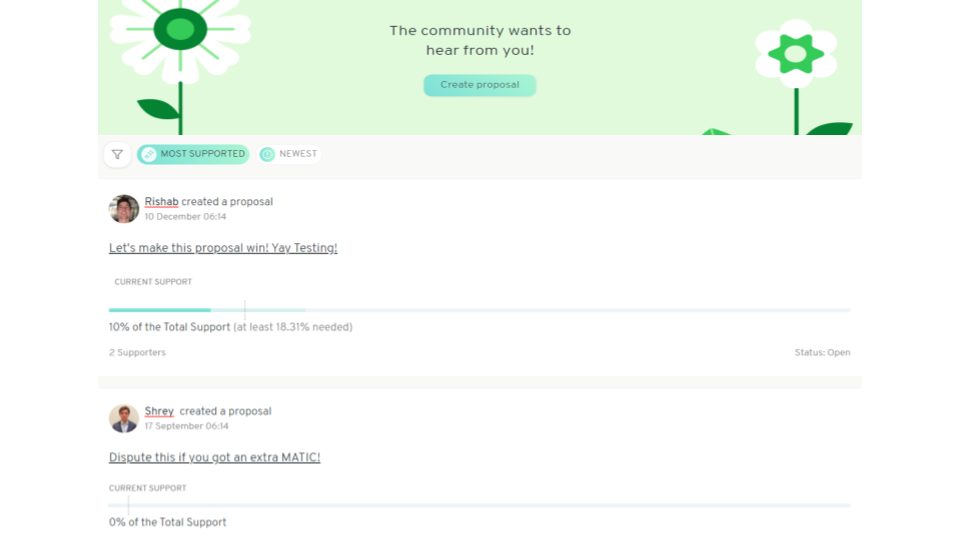 The community wants to
hear from you!
Create proposal
MOST SUPPORTED
NEWEST
Rishab created a proposal
10 December 06:14
Let's make this proposal win! Yay Testing!
CURRENT SUPPORT
10% of the Total Support (at least 18.31% needed)
2 Supporters
Status: Open
Shrey created a proposal
17 September 06:14
Dispute this if you got an extra MATIC!
CURRENT SUPPORT
0% of the Total Support